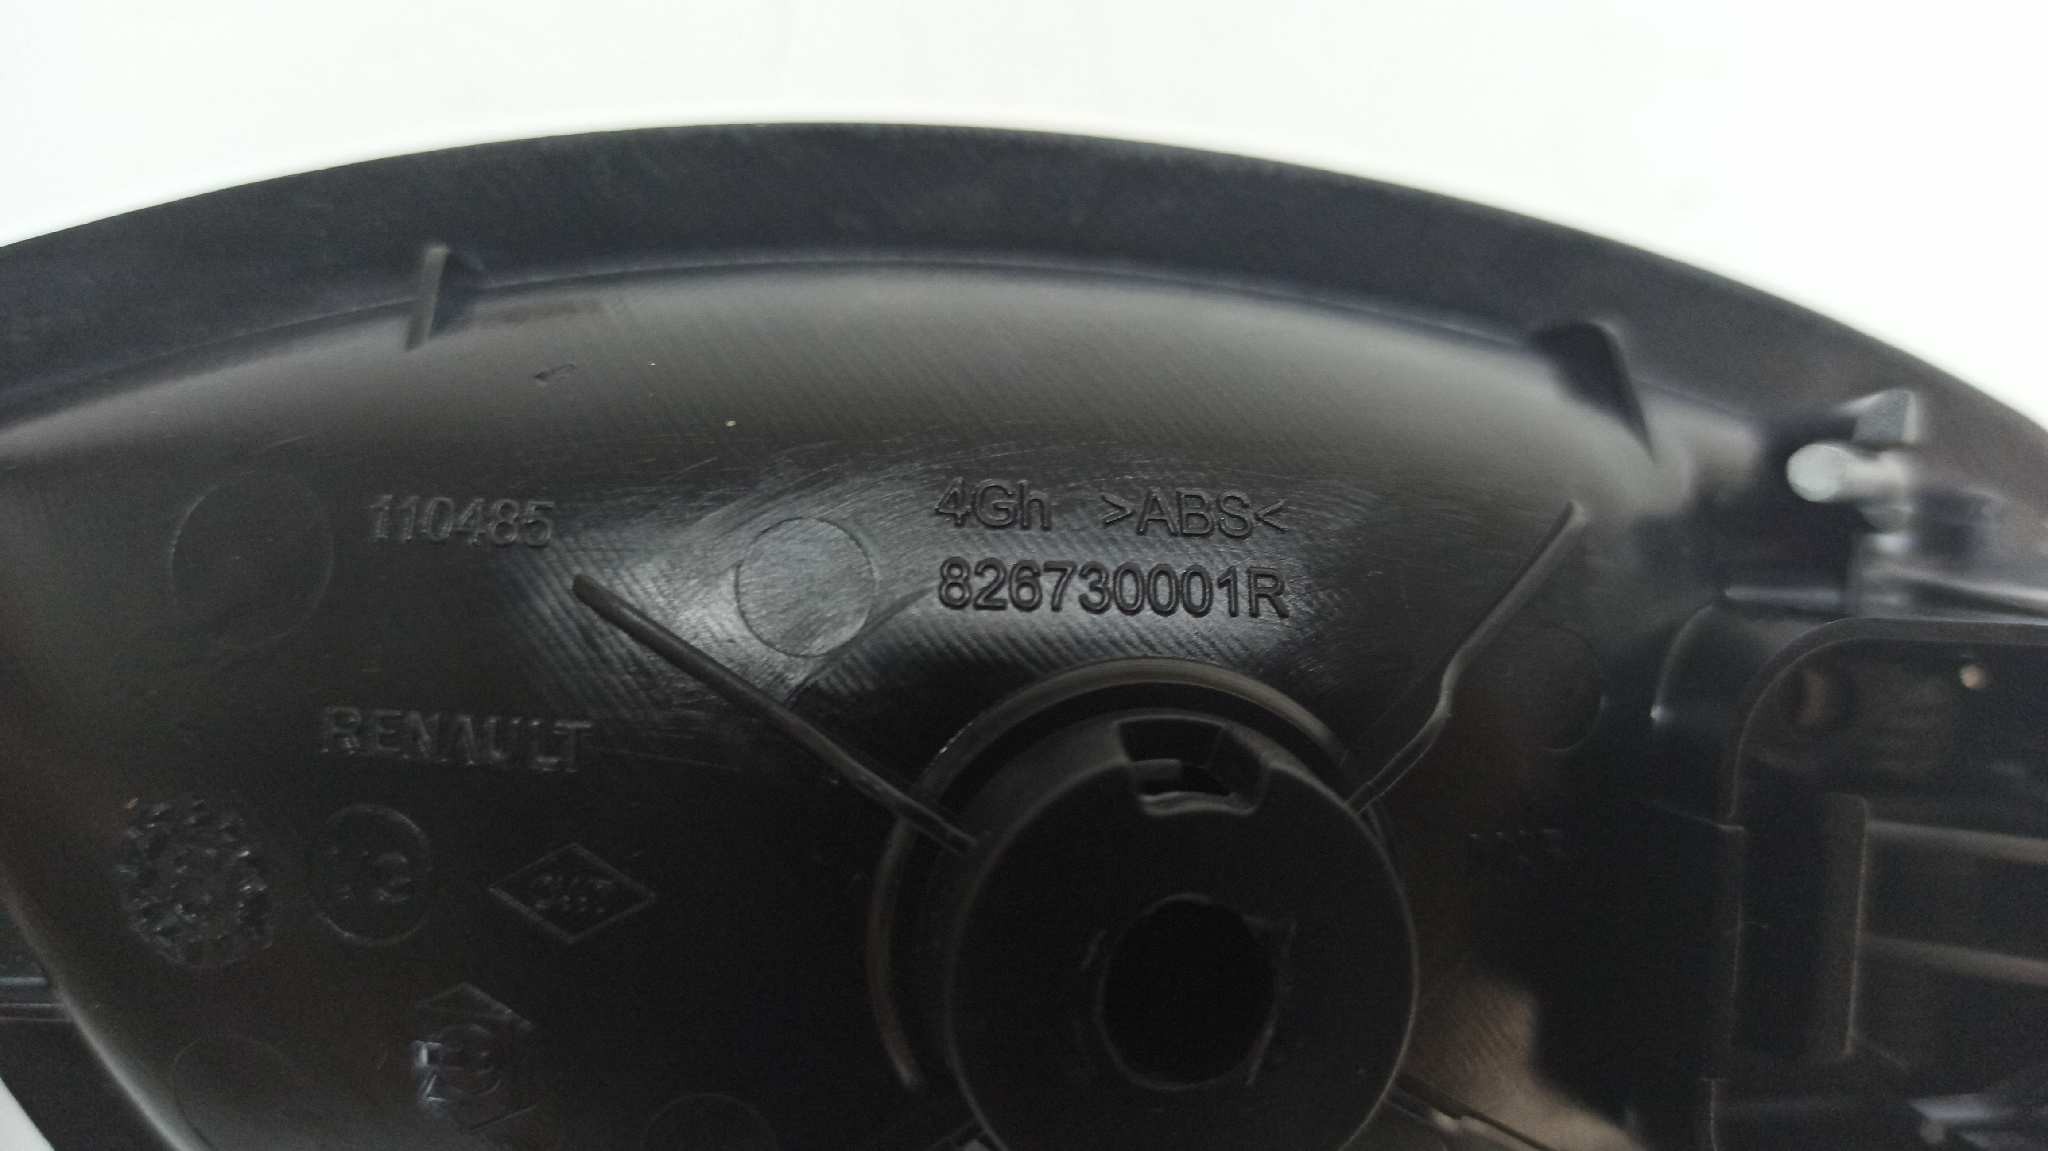 110485
4Gh >ABS<
826730001R
RENAULT